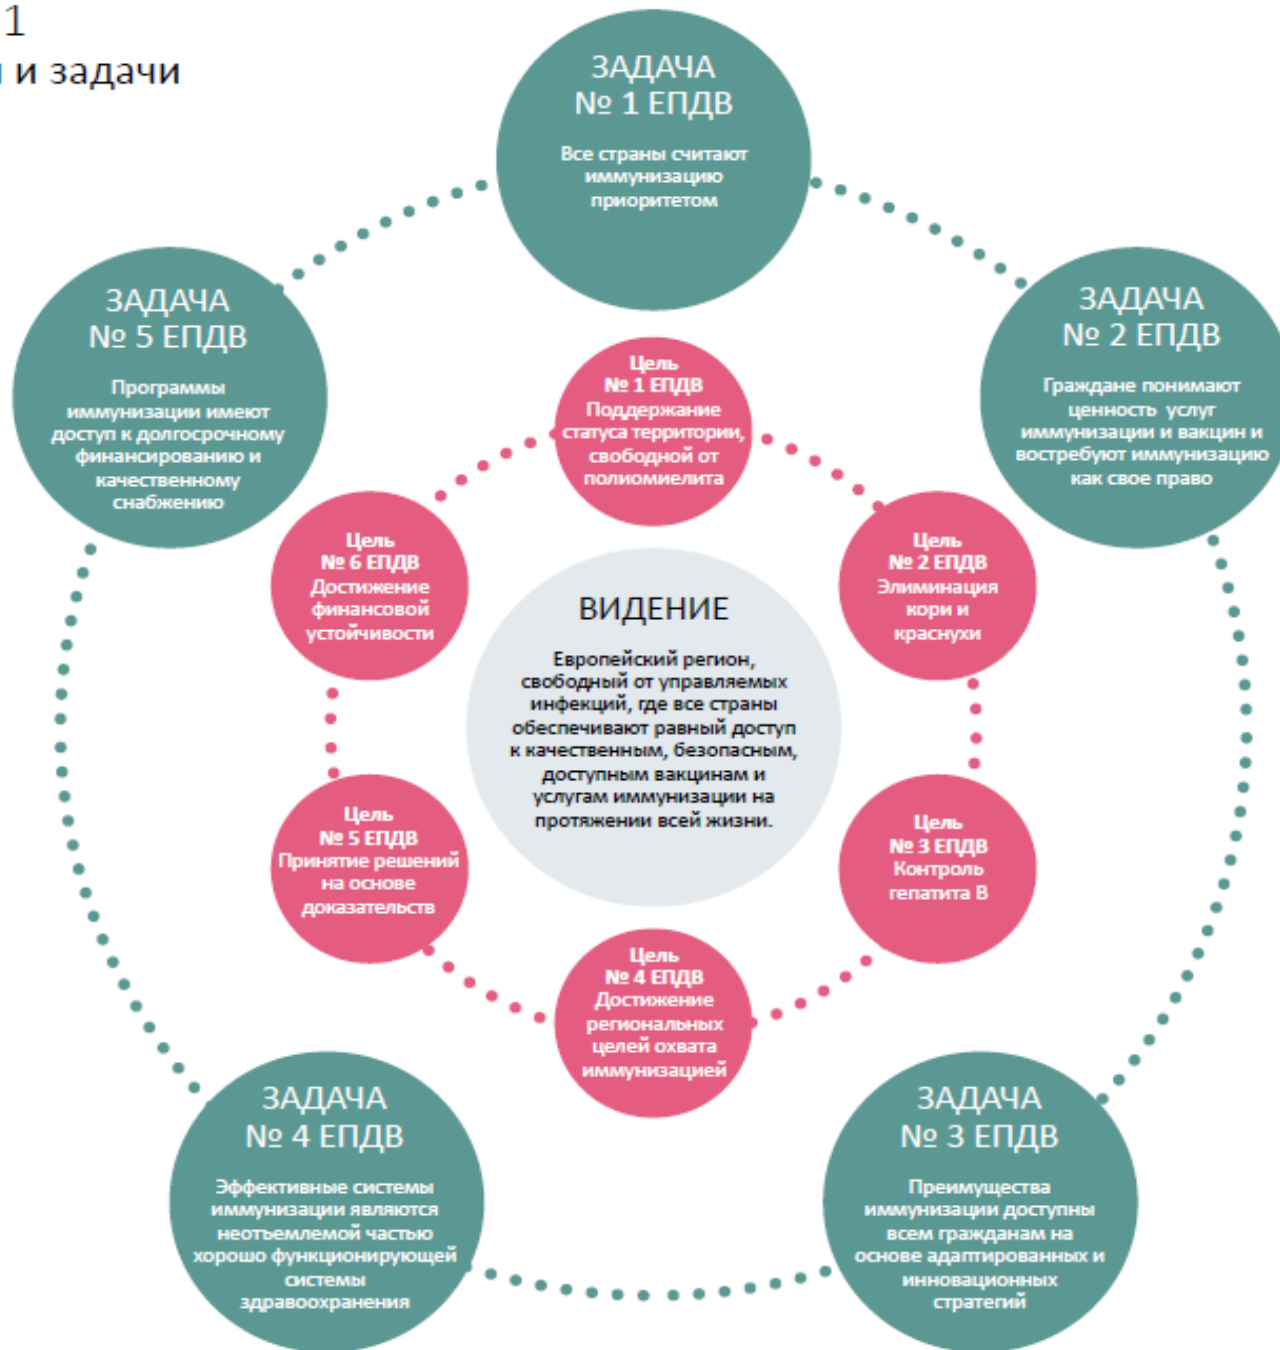 1
и задачи
ЗАДАЧА
№ 1 ЕПДВ
Все страны считают
иммунизацию
приоритетом
ЗАДАЧА
№ 2 ЕПДВ
Граждане понимают
ценность услуг
иммунизации и вакцин и
востребуют иммунизацию
как свое право
ЗАДАЧА
№ 3 ЕПДВ
Преимущества
иммунизации доступны
всем гражданам на
основе адаптированных и
инновационных
стратегий
ЗАДАЧА
№ 4 ЕПДВ
Эффективные системы
иммунизации являются
неотъемлемой частью
хорошо функционирующей
системы
здравоохранения
ЗАДАЧА
№ 5 ЕПДВ
Программы
иммунизации имеют
доступ к долгосрочному
финансированию и
качественному
снабжению
Цель
№ 1 ЕПДВ
Поддержание
статуса территории,
свободной от
полиомиелита
Цель
№ 2 ЕПДВ
Элиминация
кори и
краснухи
Цель
№ 3 ЕПДВ
Контроль
гепатита В
Цель
№ 4 ЕПДВ
Достижение
региональных
целей охвата
иммунизацией
Цель
№ 5 ЕПДВ
Принятие решений
на основе
доказательств
Цель
№ 6 ЕПДВ
Достижение
финансовой
устойчивости
ВИДЕНИЕ
Европейский регион,
свободный от управляемых
инфекций, где все страны
обеспечивают равный доступ
к качественным, безопасным,
доступным вакцинам и
услугам иммунизации на
протяжении всей жизни.